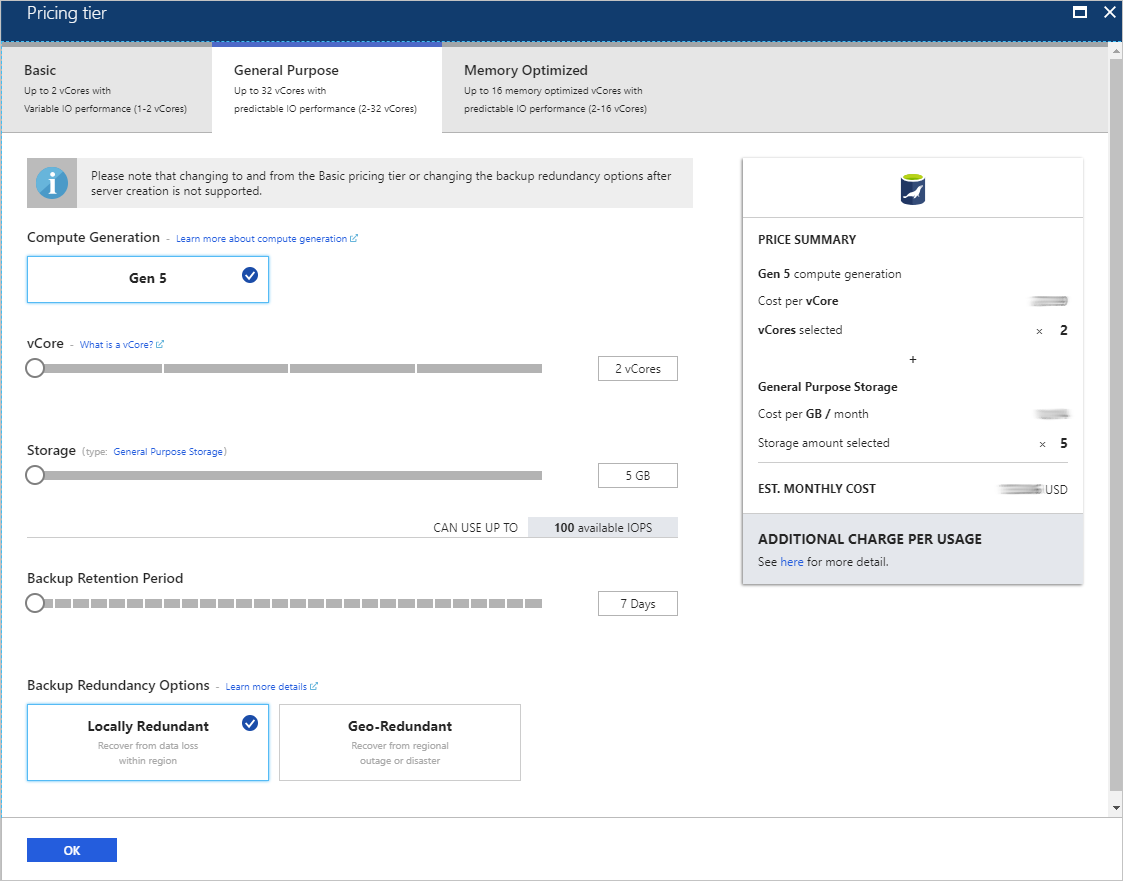 Pricing tier
Basic
Up to 2 vCores with
Variable IO performance (1-2 vCores)
General Purpose
Up to 32 vCores with
predictable IO performance (2-32 vCores)
Memory Optimized
Up to 16 memory optimized vCores with
predictable IO performance (2-16 vCores)
Please note that changing to and from the Basic pricing tier or changing the backup redundancy options after
server creation is not supported.
Compute Generation - Learn more about compute generation
Gen 5
vCore - What is a vCore?
2 vCores
Storage (type: General Purpose Storage)
5 GB
CAN USE UP TO 100 available IOPS
Backup Retention Period
7 Days
Backup Redundancy Options - Learn more details
Locally Redundant
Recover from data loss
within region
Geo-Redundant
Recover from regional
outage or disaster
PRICE SUMMARY
Gen 5 compute generation
Cost per vCore
vCores selected × 2
+
General Purpose Storage
Cost per GB / month
Storage amount selected × 5
EST. MONTHLY COST USD
ADDITIONAL CHARGE PER USAGE
See here for more detail.
OK